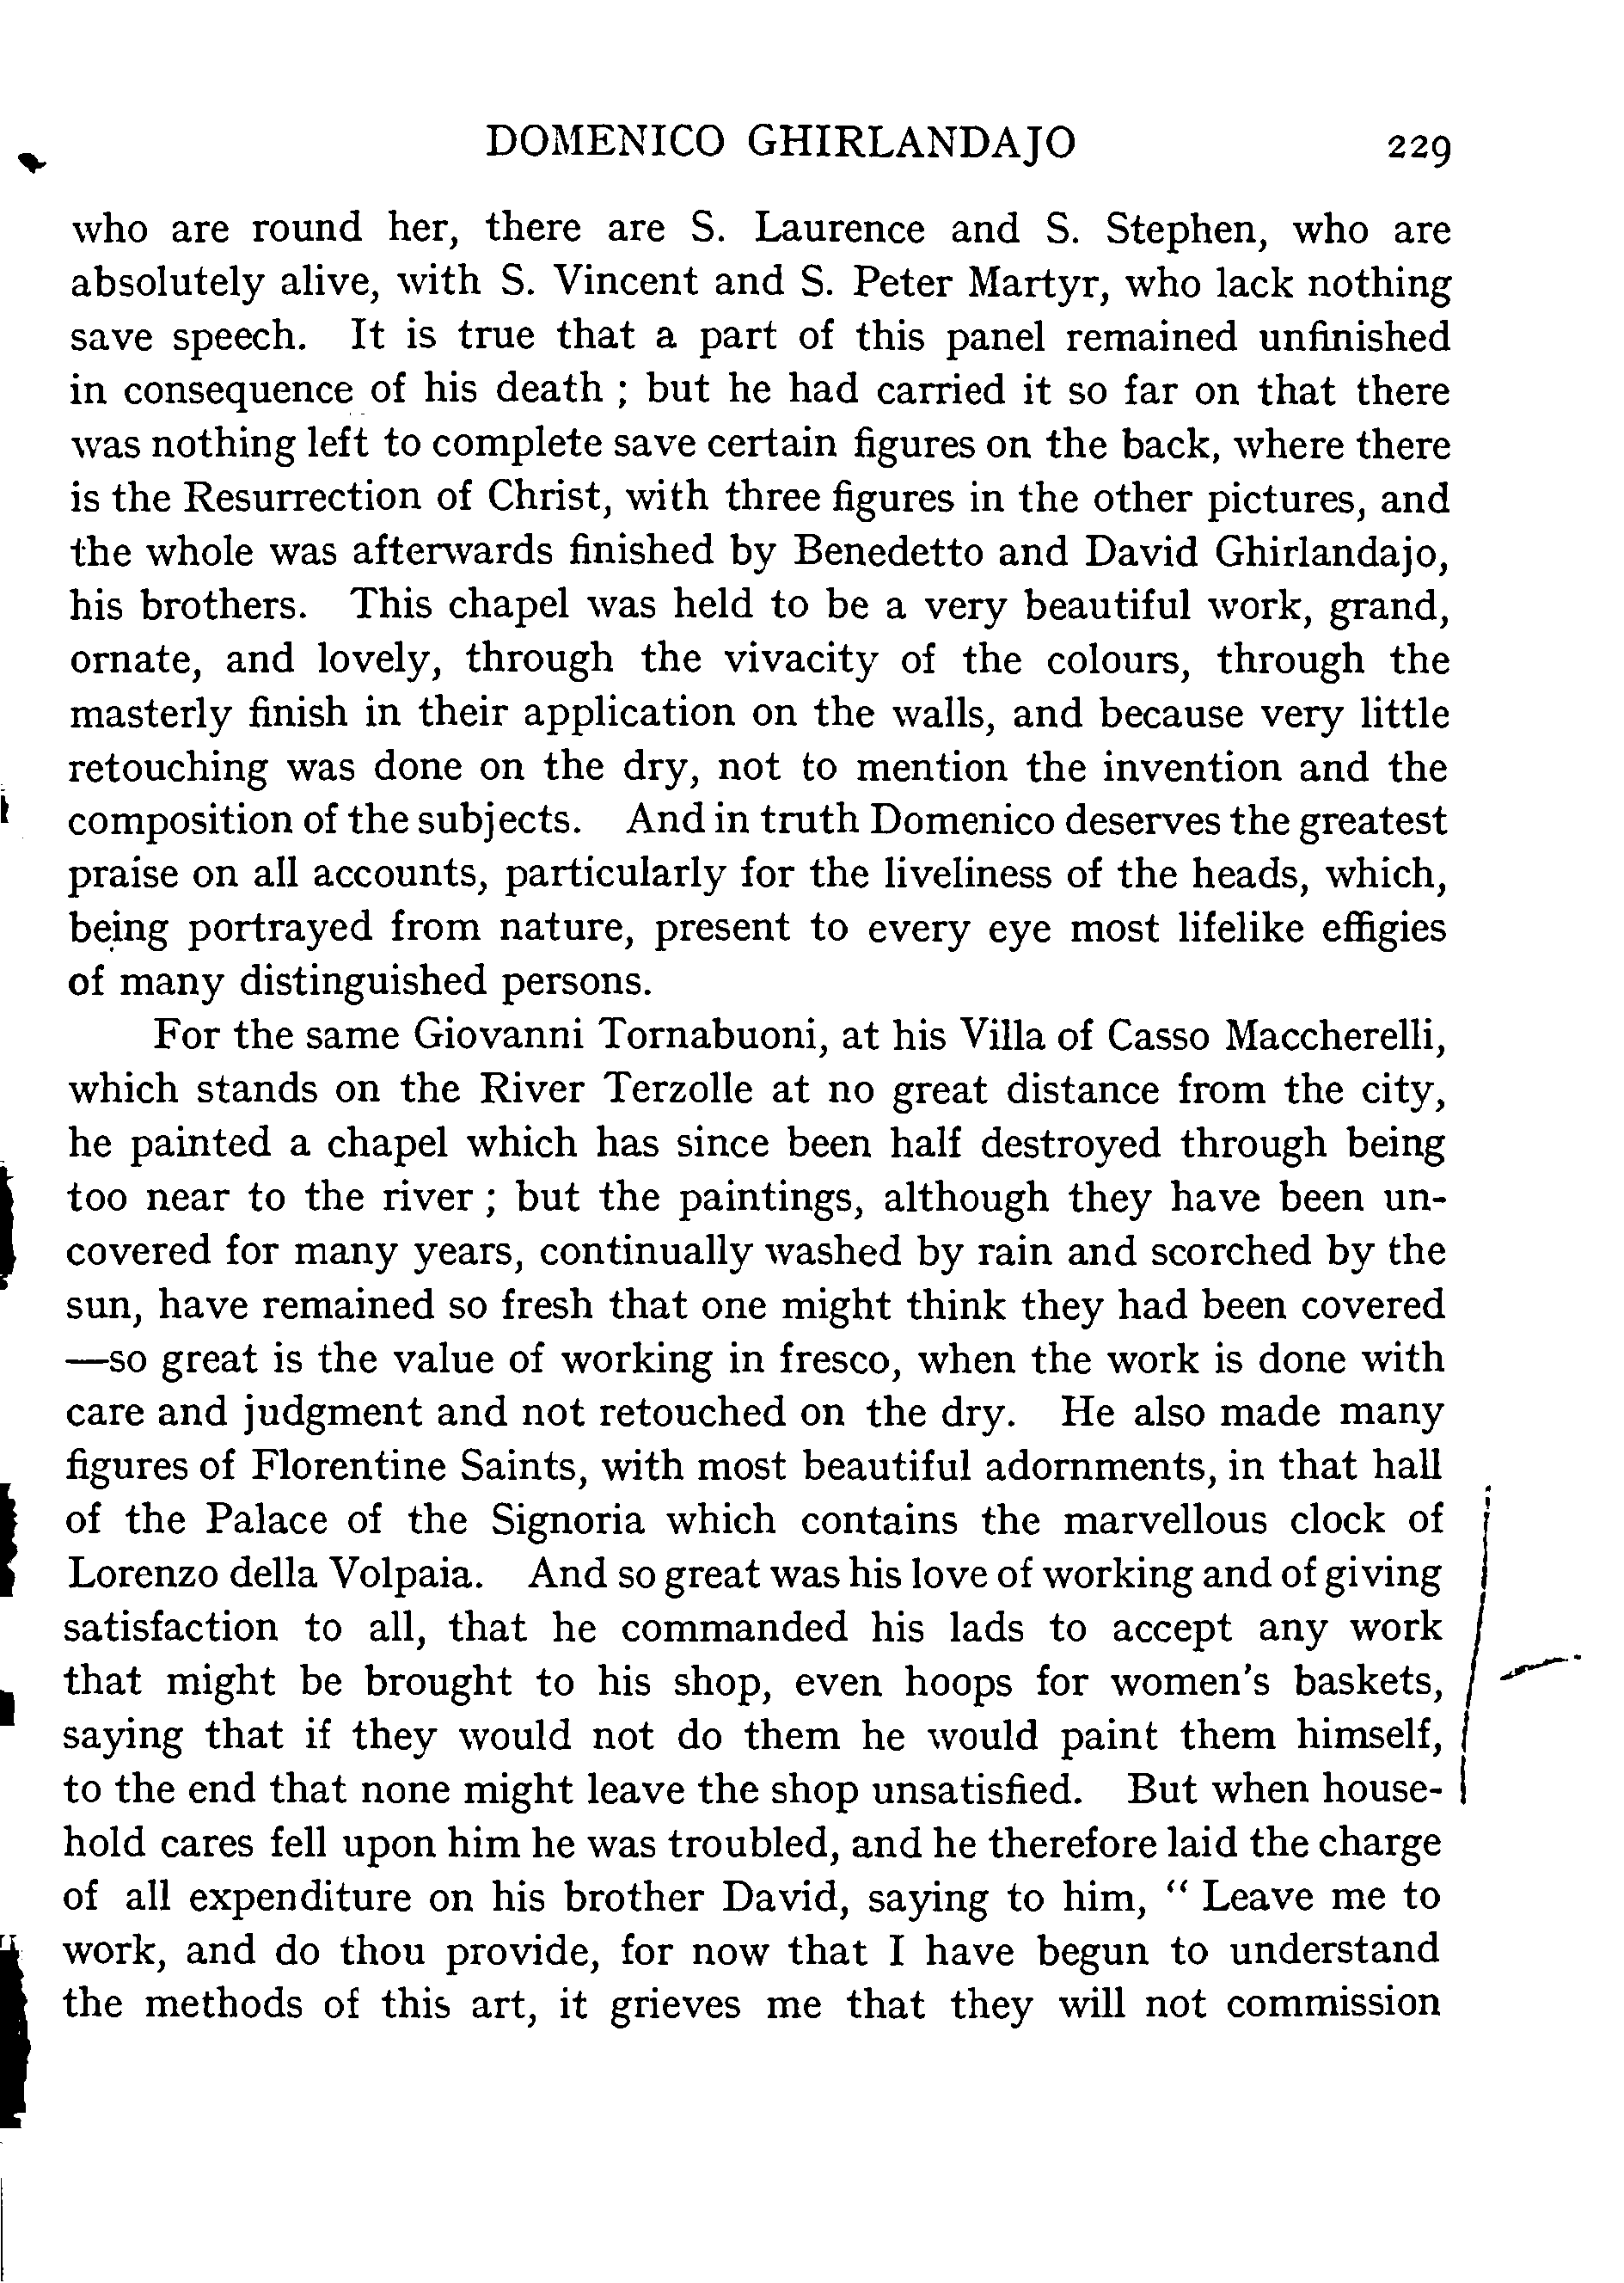 DOMENICO GHIRLANDAJO 229
who are round her, there are S. Laurence and S. Stephen, who are
absolutely alive, with S. Vincent and S. Peter Martyr, who lack nothing
save speech. It is true that a part of this panel remained unfinished
in consequence of his death ; but he had carried it so far on that there
was nothing left to complete save certain figures on the back, where there
is the Resurrection of Christ, with three figures in the other pictures, and
the whole was afterwards finished by Benedetto and David Ghirlandajo,
his brothers. This chapel was held to be a very beautiful work, grand,
ornate, and lovely, through the vivacity of the colours, through the
masterly finish in their application on the walls, and because very little
retouching was done on the dry, not to mention the invention and the
composition of the subjects. And in truth Domenico deserves the greatest
praise on all accounts, particularly for the liveliness of the heads, which,
being portrayed from nature, present to every eye most lifelike effigies
of many distinguished persons.
For the same Giovanni Tornabuoni, at his Villa of Casso Maccherelli,
which stands on the River Terzolle at no great distance from the city,
he painted a chapel which has since been half destroyed through being
too near to the river ; but the paintings, although they have been un-
covered for many years, continually washed by rain and scorched by the
sun, have remained so fresh that one might think they had been covered
—so great is the value of working in fresco, when the work is done with
care and judgment and not retouched on the dry. He also made many
figures of Florentine Saints, with most beautiful adornments, in that hall
of the Palace of the Signoria which contains the marvellous clock of
Lorenzo della Volpaia. And so great was his love of working and of giving
satisfaction to all, that he commanded his lads to accept any work
that might be brought to his shop, even hoops for women's baskets,
saying that if they would not do them he would paint them himself,
to the end that none might leave the shop unsatisfied. But when house-
hold cares fell upon him he was troubled, and he therefore laid the charge
of all expenditure on his brother David, saying to him, “ Leave me to
work, and do thou provide, for now that I have begun to understand
the methods of this art, it grieves me that they will not commission